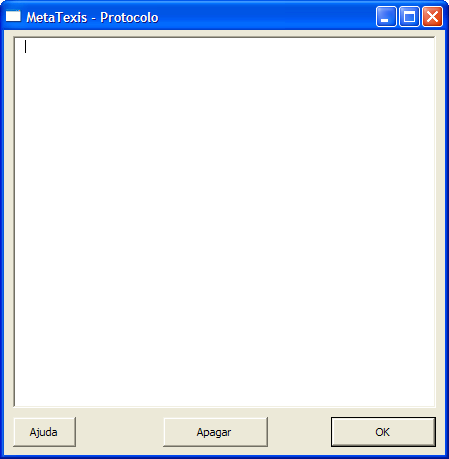 MetaTexis - Protocolo
Ajuda
Apagar
OK